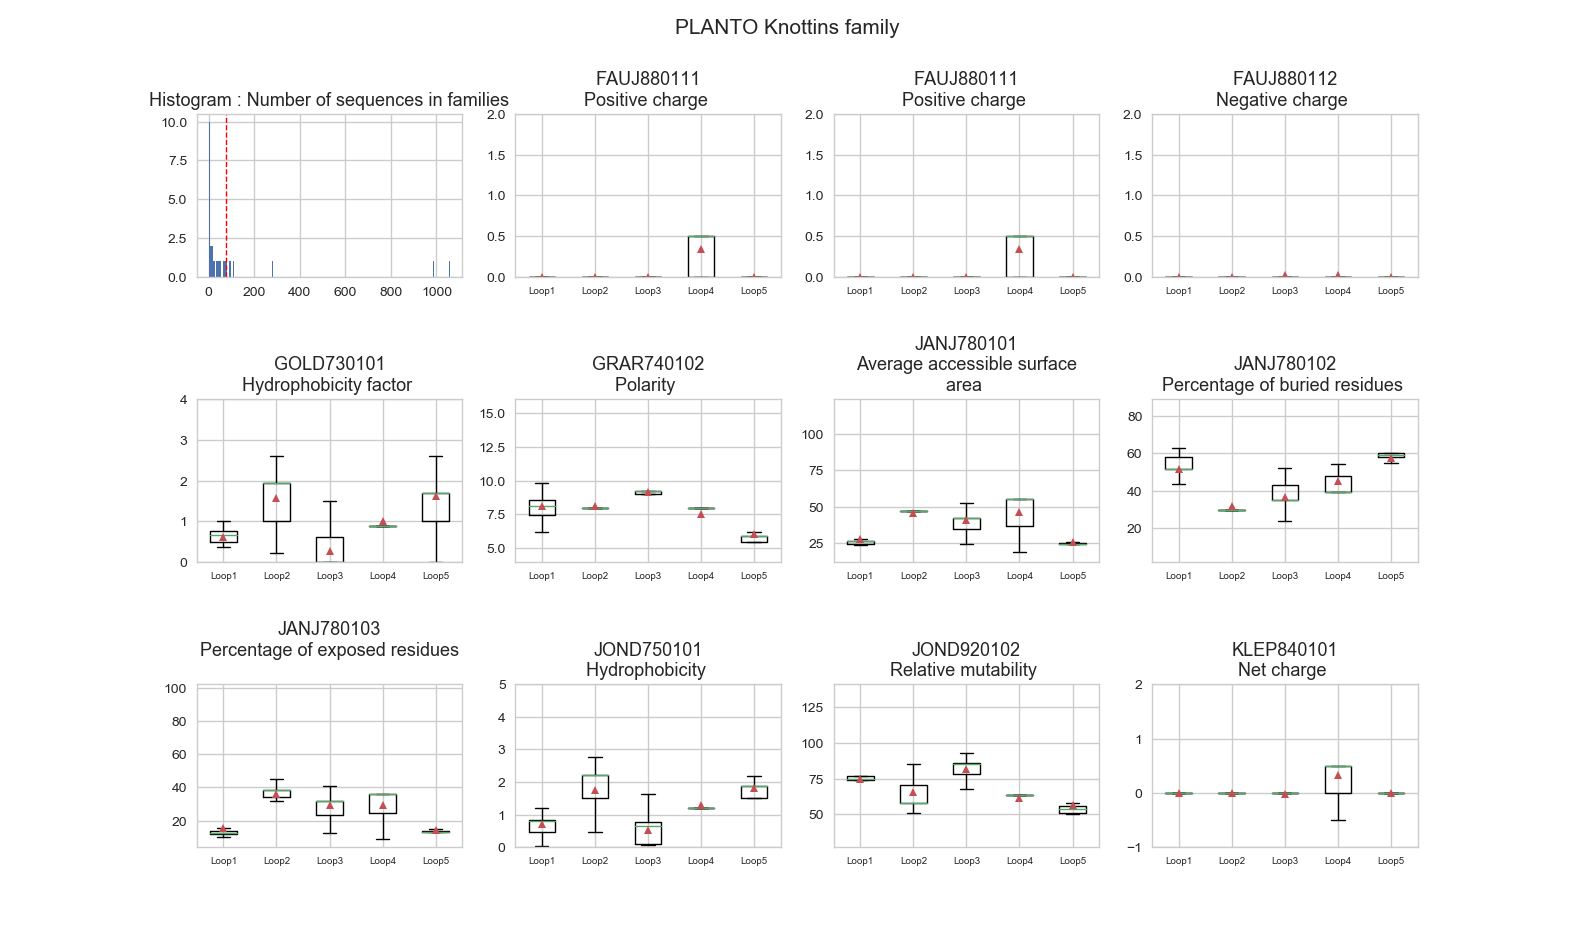 PLANTO Knottins family
Histogram : Number of sequences in families
10.0
7.5
5.0
2.5
0.0
0 200 400 600 800 1000
FAUJ880111
Positive charge
2.0
1.5
1.0
0.5
0.0
Loop1 Loop2 Loop3 Loop4 Loop5
FAUJ880111
Positive charge
2.0
1.5
1.0
0.5
0.0
Loop1 Loop2 Loop3 Loop4 Loop5
FAUJ880112
Negative charge
2.0
1.5
1.0
0.5
0.0
Loop1 Loop2 Loop3 Loop4 Loop5
GOLD730101
Hydrophobicity factor
4
3
2
1
0
Loop1 Loop2 Loop3 Loop4 Loop5
GRAR740102
Polarity
15.0
12.5
10.0
7.5
5.0
Loop1 Loop2 Loop3 Loop4 Loop5
JANJ780101
Average accessible surface
area
100
75
50
25
Loop1 Loop2 Loop3 Loop4 Loop5
JANJ780102
Percentage of buried residues
80
60
40
20
Loop1 Loop2 Loop3 Loop4 Loop5
JANJ780103
Percentage of exposed residues
100
80
60
40
20
Loop1 Loop2 Loop3 Loop4 Loop5
JOND750101
Hydrophobicity
5
4
3
2
1
0
Loop1 Loop2 Loop3 Loop4 Loop5
JOND920102
Relative mutability
125
100
75
50
Loop1 Loop2 Loop3 Loop4 Loop5
KLEP840101
Net charge
2
1
0
−1
Loop1 Loop2 Loop3 Loop4 Loop5